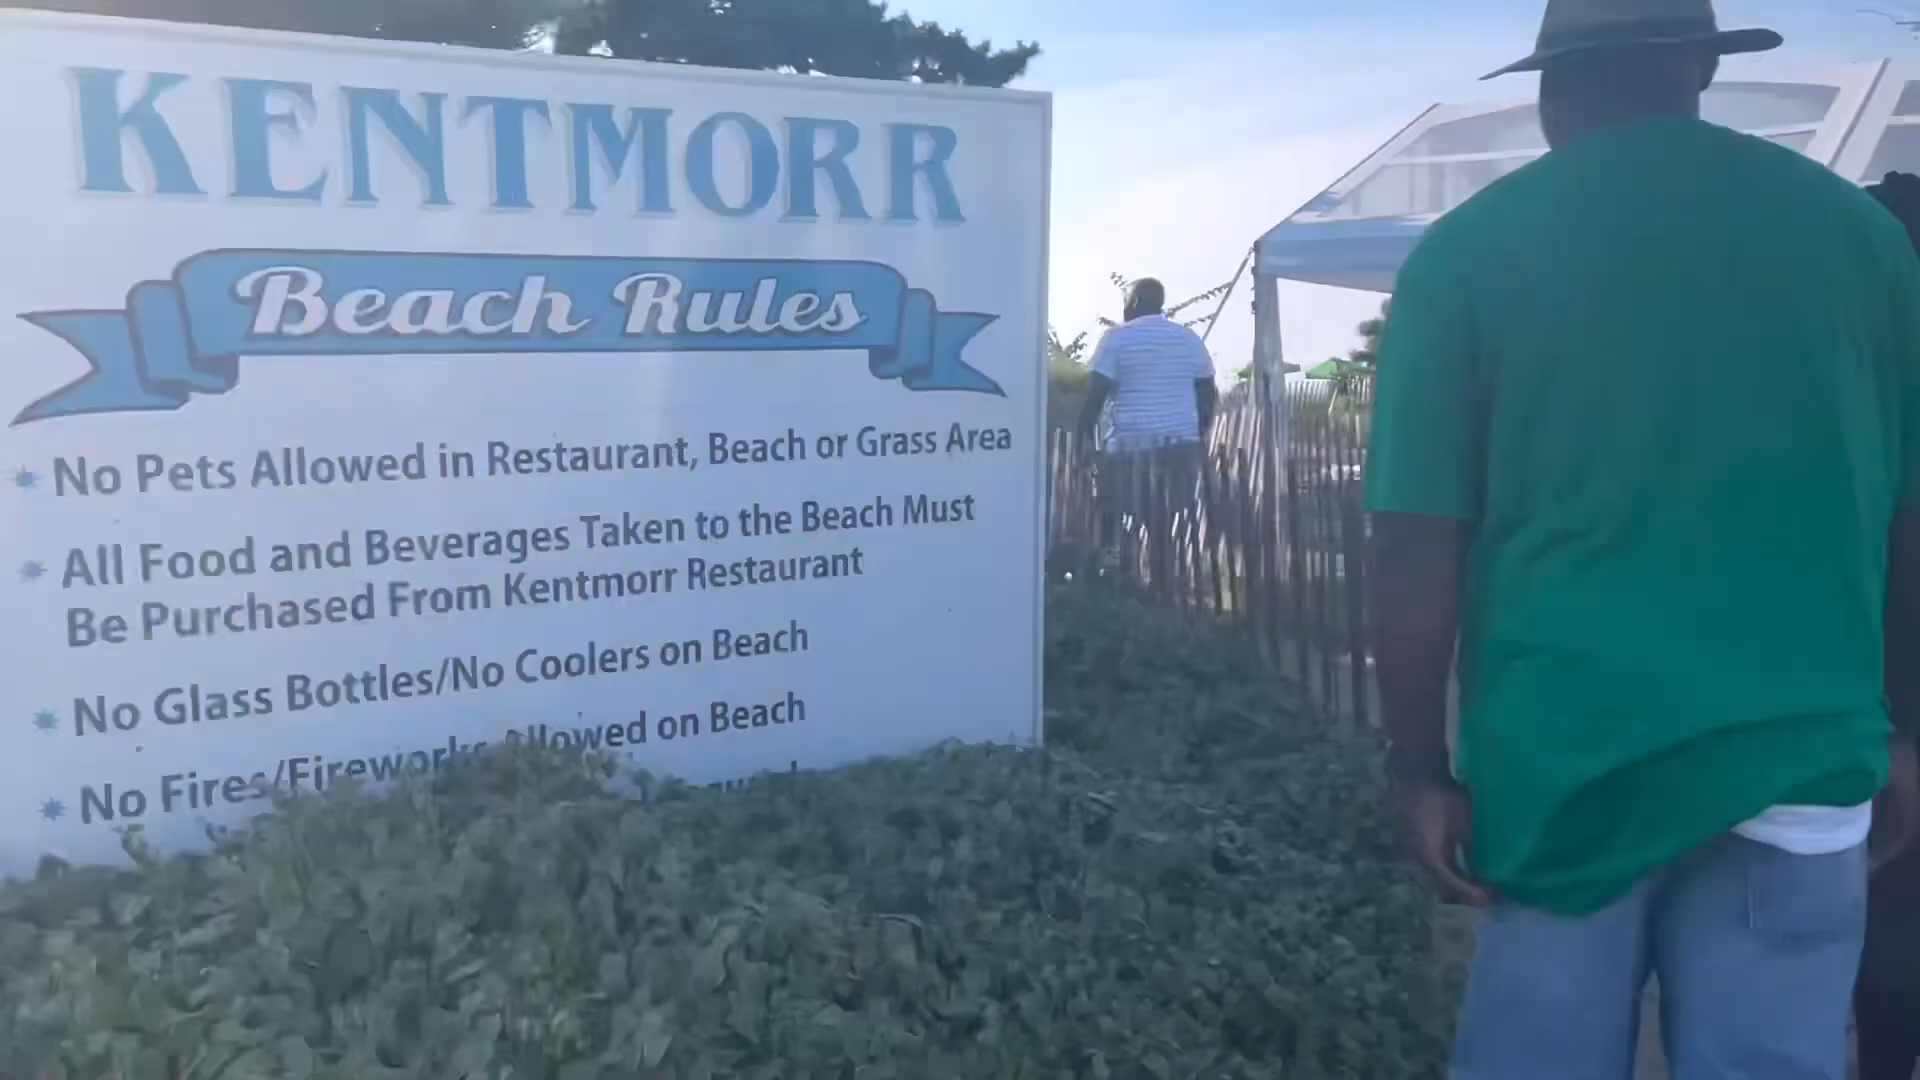 KENTMORR
Beach Rules
No Pets Allowed in Restaurant, Beach or Grass Area
All Food and Beverages Taken to the Beach Must
Be Purchased From Kentmorr Restaurant
No Glass Bottles/No Coolers on Beach
No Fires/Fireworks Allowed on Beach